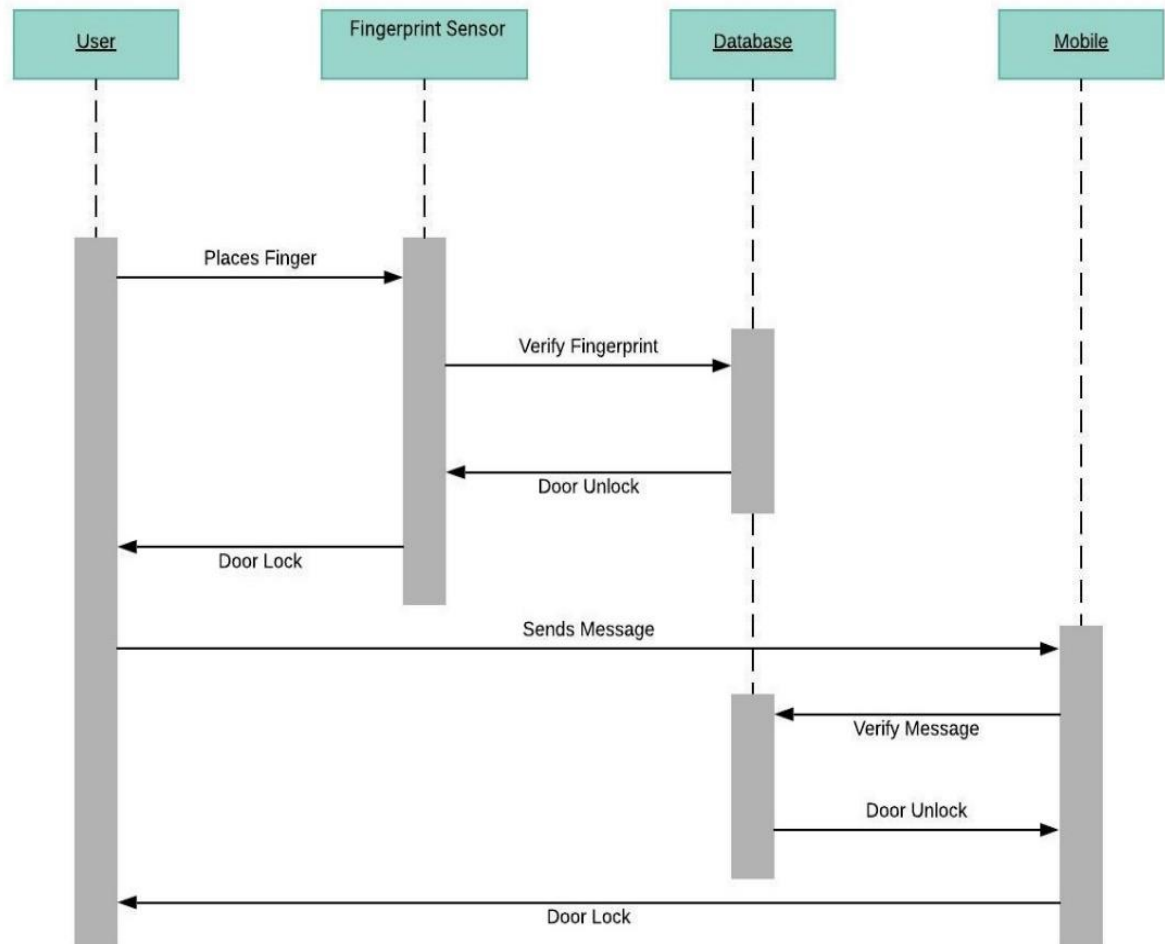 User
Fingerprint Sensor
Database
Mobile
Places Finger
Verify Fingerprint
Door Unlock
Door Lock
Sends Message
Verify Message
Door Unlock
Door Lock